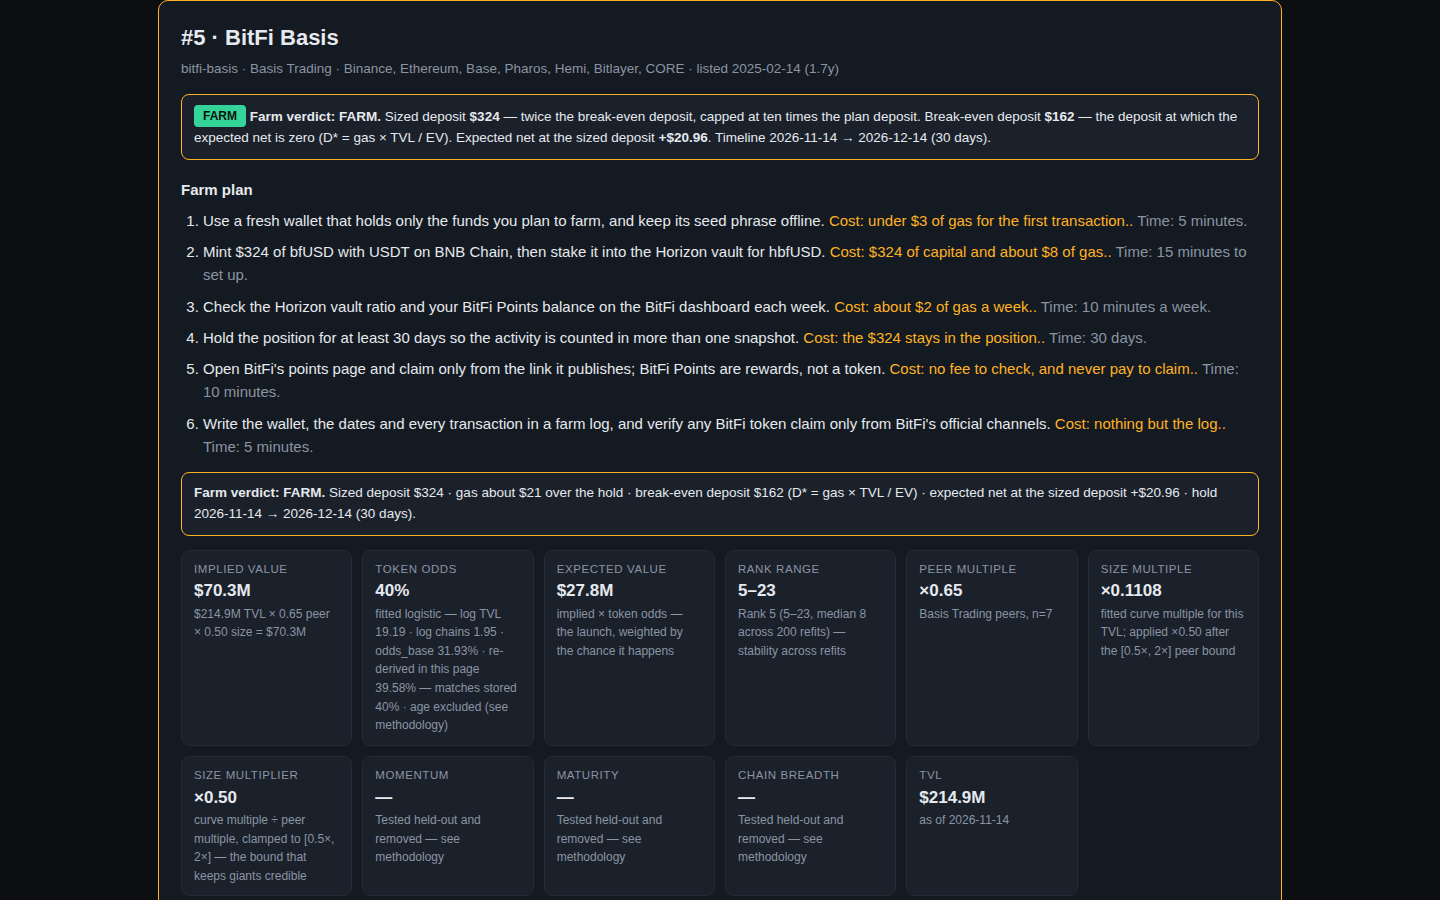 #5 · BitFi Basis
bitfi-basis · Basis Trading · Binance, Ethereum, Base, Pharos, Hemi, Bitlayer, CORE · listed 2025-02-14 (1.7y)
FARM Farm verdict: FARM. Sized deposit $324 — twice the break-even deposit, capped at ten times the plan deposit. Break-even deposit $162 — the deposit at which the
expected net is zero (D* = gas × TVL / EV). Expected net at the sized deposit +$20.96. Timeline 2026-11-14 → 2026-12-14 (30 days).
Farm plan
1. Use a fresh wallet that holds only the funds you plan to farm, and keep its seed phrase offline. Cost: under $3 of gas for the first transaction.. Time: 5 minutes.
2. Mint $324 of bfUSD with USDT on BNB Chain, then stake it into the Horizon vault for hbfUSD. Cost: $324 of capital and about $8 of gas.. Time: 15 minutes to
set up.
3. Check the Horizon vault ratio and your BitFi Points balance on the BitFi dashboard each week. Cost: about $2 of gas a week.. Time: 10 minutes a week.
4. Hold the position for at least 30 days so the activity is counted in more than one snapshot. Cost: the $324 stays in the position.. Time: 30 days.
5. Open BitFi's points page and claim only from the link it publishes; BitFi Points are rewards, not a token. Cost: no fee to check, and never pay to claim.. Time:
10 minutes.
6. Write the wallet, the dates and every transaction in a farm log, and verify any BitFi token claim only from BitFi's official channels. Cost: nothing but the log..
Time: 5 minutes.
Farm verdict: FARM. Sized deposit $324 · gas about $21 over the hold · break-even deposit $162 (D* = gas × TVL / EV) · expected net at the sized deposit +$20.96 · hold
2026-11-14 → 2026-12-14 (30 days).
IMPLIED VALUE
$70.3M
$214.9M TVL × 0.65 peer
× 0.50 size = $70.3M
TOKEN ODDS
40%
fitted logistic — log TVL
19.19 · log chains 1.95 ·
odds_base 31.93% · re-
derived in this page
39.58% — matches stored
40% · age excluded (see
methodology)
EXPECTED VALUE
$27.8M
implied × token odds —
the launch, weighted by
the chance it happens
RANK RANGE
5–23
Rank 5 (5–23, median 8
across 200 refits) —
stability across refits
PEER MULTIPLE
×0.65
Basis Trading peers, n=7
SIZE MULTIPLE
×0.1108
fitted curve multiple for this
TVL; applied ×0.50 after
the [0.5×, 2×] peer bound
SIZE MULTIPLIER
×0.50
curve multiple ÷ peer
multiple, clamped to [0.5×,
2×] — the bound that
keeps giants credible
MOMENTUM
—
Tested held-out and
removed — see
methodology
MATURITY
—
Tested held-out and
removed — see
methodology
CHAIN BREADTH
—
Tested held-out and
removed — see
methodology
TVL
$214.9M
as of 2026-11-14